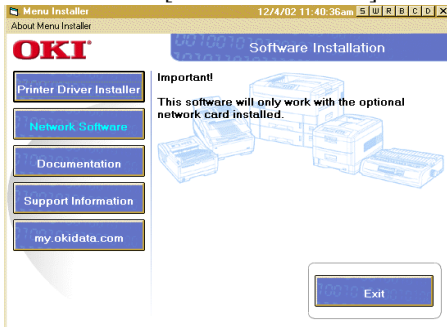 Menu Installer 12/4/02 11:40:36am S W R B C D X
About Menu Installer
OKI
Software Installation
Printer Driver Installer
Network Software
Documentation
Support Information
my.okidata.com
Important!
This software will only work with the optional
network card installed.
Exit